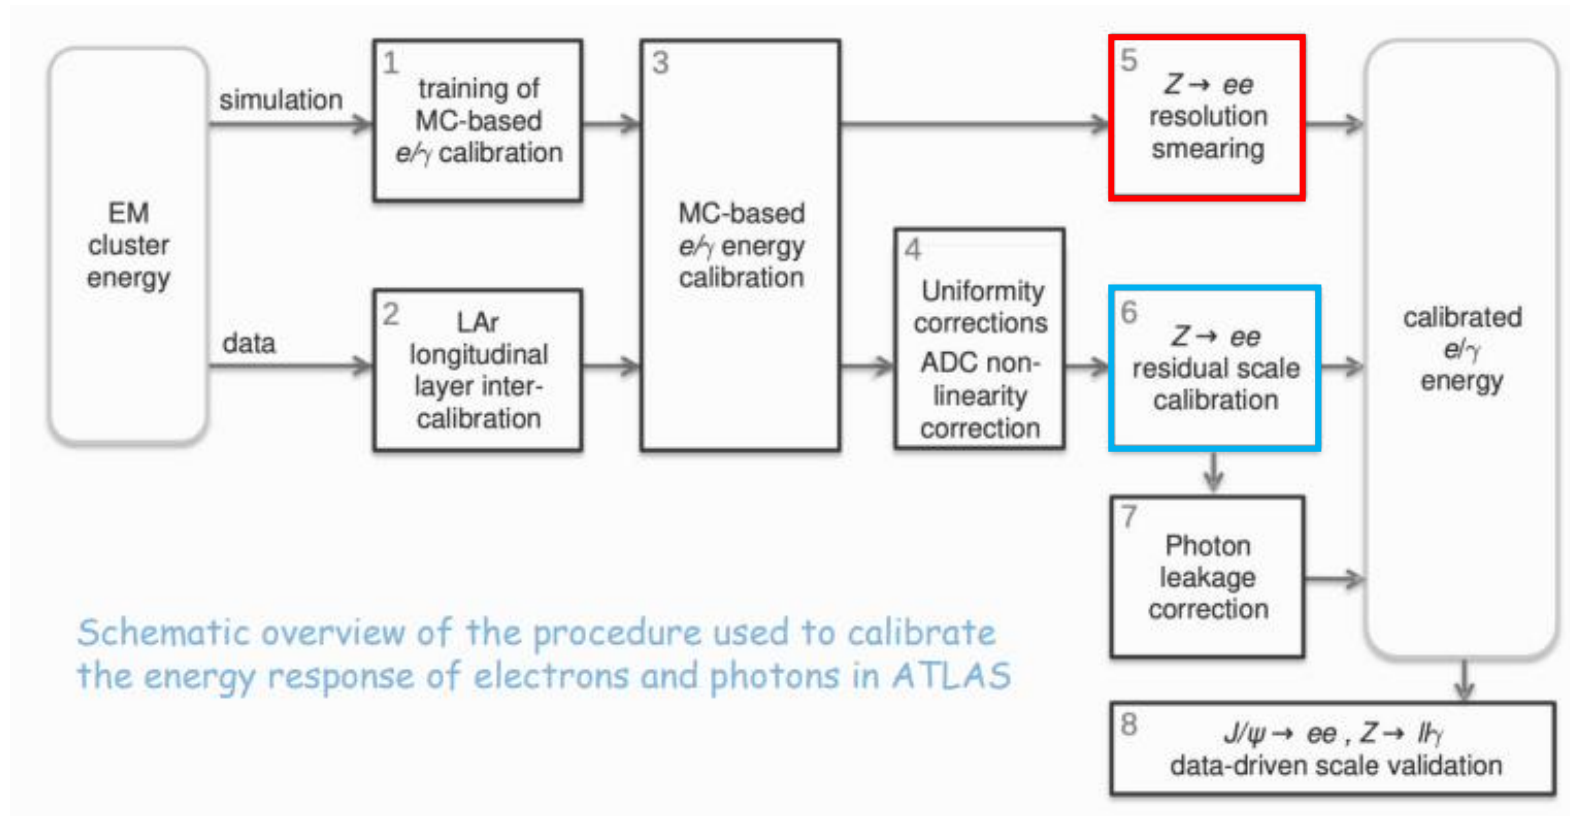 EM
cluster
energy
simulation
data
1
training of
MC-based
e/γ calibration
2
LAr
longitudinal
layer inter-
calibration
3
MC-based
e/γ energy
calibration
4
Uniformity
corrections
ADC non-
linearity
correction
5
Z → ee
resolution
smearing
6
Z → ee
residual scale
calibration
7
Photon
leakage
correction
calibrated
e/γ
energy
8
J/ψ → ee , Z → llγ
data-driven scale validation
Schematic overview of the procedure used to calibrate
the energy response of electrons and photons in ATLAS